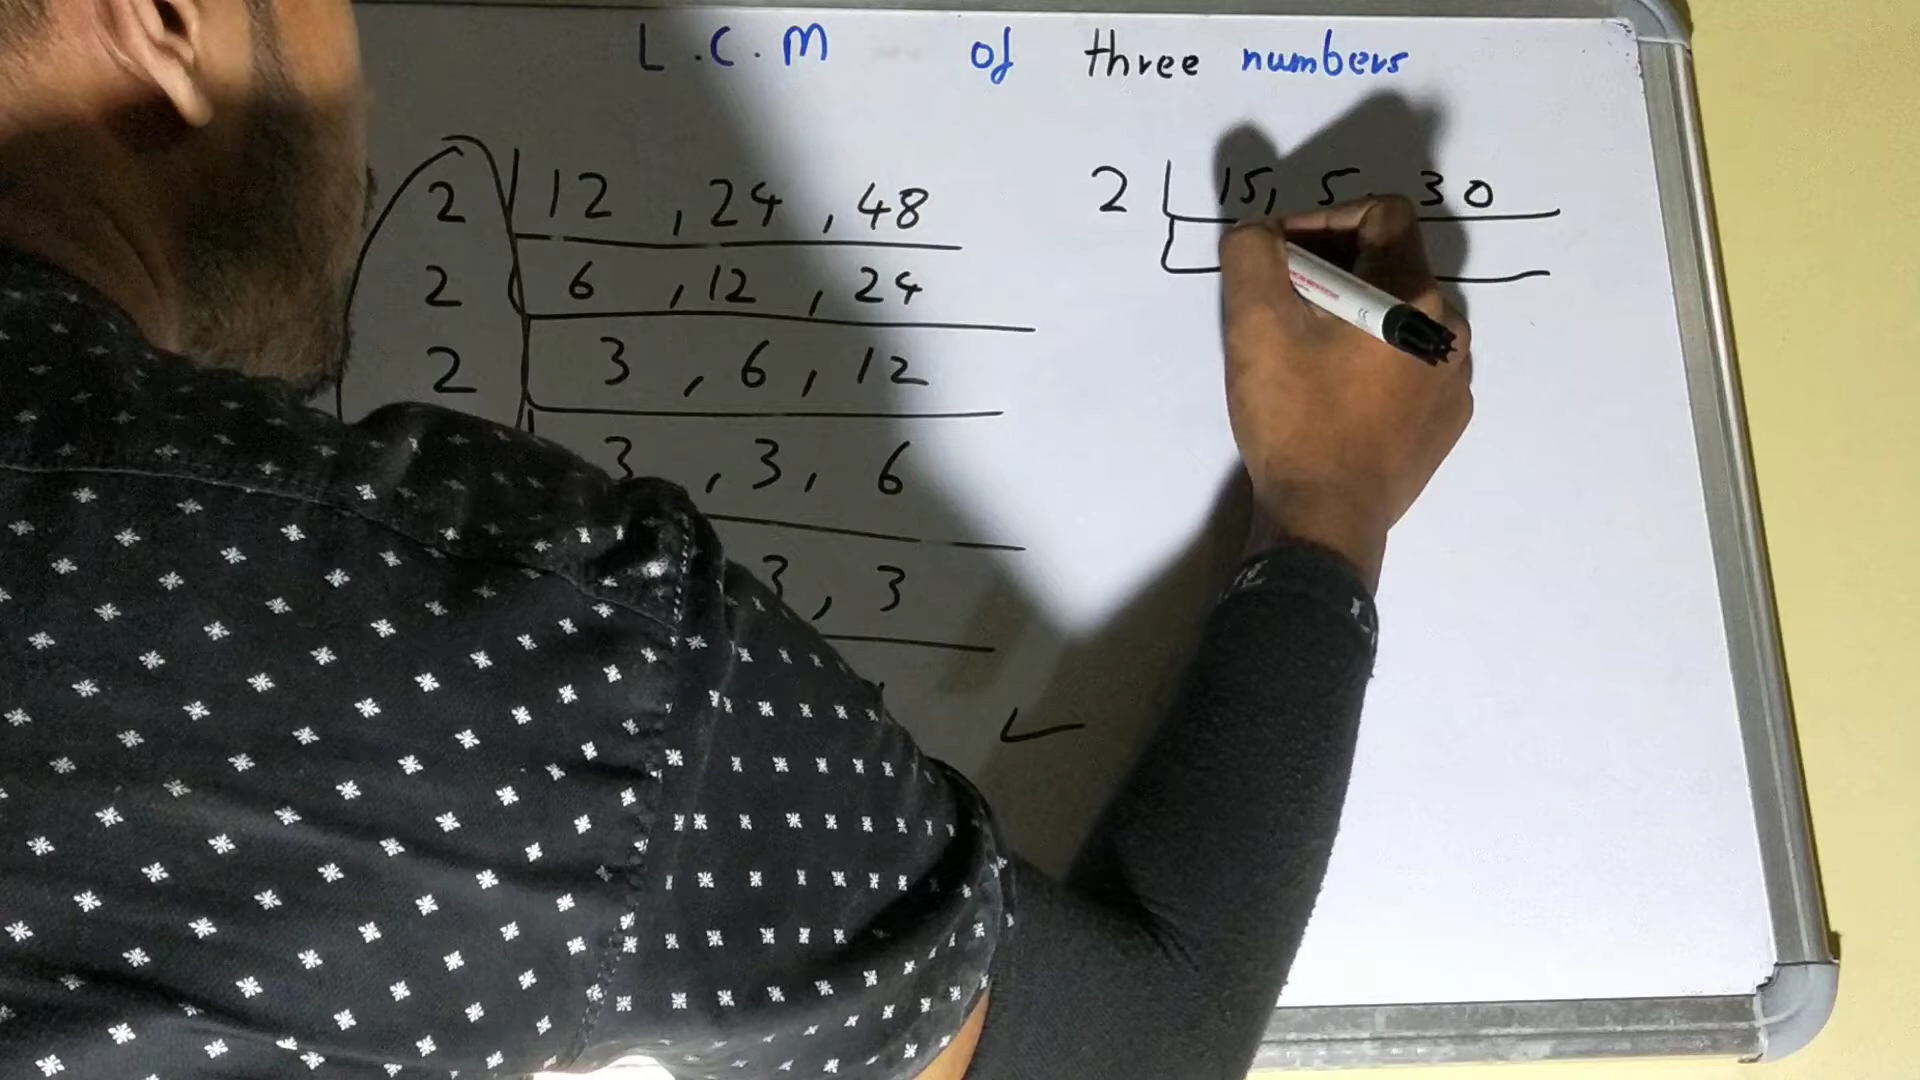 L.C.M of three numbers
2 12 , 24 , 48
2 6 , 12 , 24
2 3 , 6 , 12
3 , 3 , 6
3 , 3
2 15, 5 30